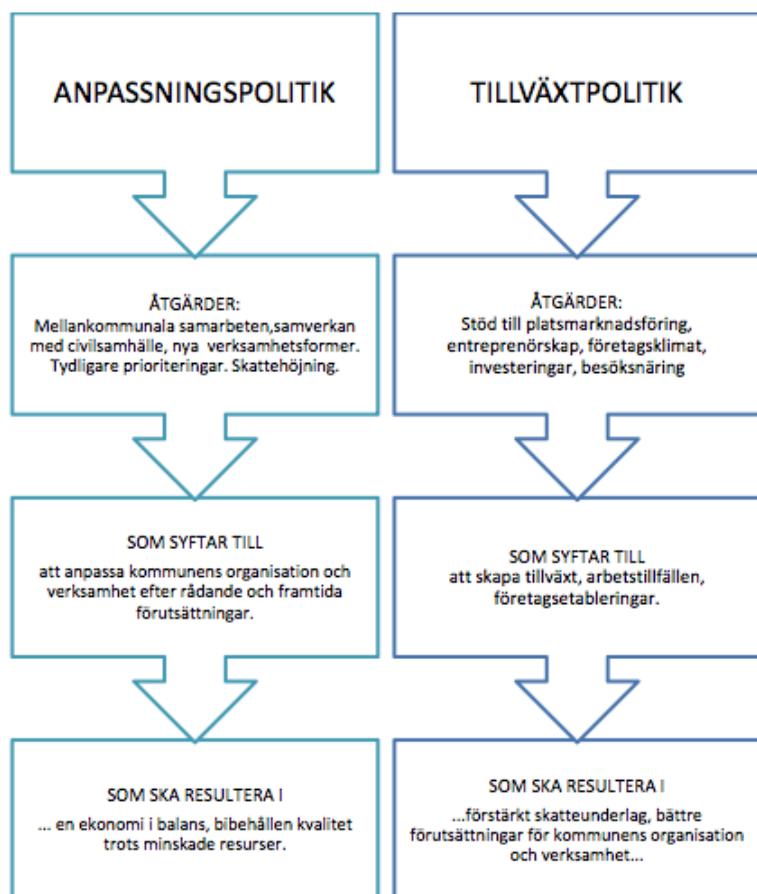 ANPASSNINGSPOLITIK
ÅTGÄRDER:
Mellankommunala samarbeten,samverkan
med civilsamhälle, nya verksamhetsformer.
Tydligare prioriteringar. Skattehöjning.
SOM SYFTAR TILL
att anpassa kommunens organisation och
verksamhet efter rådande och framtida
förutsättningar.
SOM SKA RESULTERA I
... en ekonomi i balans, bibehållen kvalitet
trots minskade resurser.
TILLVÄXTPOLITIK
ÅTGÄRDER:
Stöd till platsmarknadsföring,
entreprenörskap, företagsklimat,
investeringar, besöksnäring
SOM SYFTAR TILL
att skapa tillväxt, arbetstillfällen,
företagsetableringar.
SOM SKA RESULTERA I
...förstärkt skatteunderlag, bättre
förutsättningar för kommunens organisation
och verksamhet...